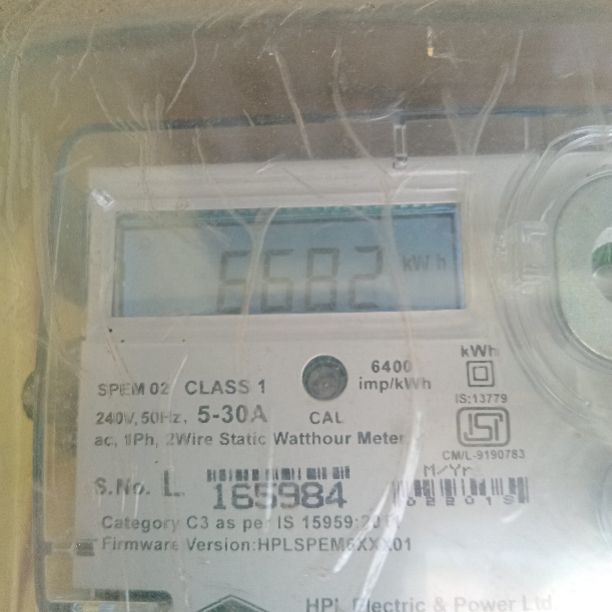 6682 kWh
kWh
6400
imp/kWh
SPEM 02 CLASS 1
IS:13779
240V, 50Hz, 5-30A
CAL
ac, 1Ph, 2Wire Static Watthour Meter
CM/L-9190783
M/Yr
S.No. L 165984
Category C3 as per IS 15959:
Firmware Version:HPLSPEM6XXX01
HPL Electric & Power Ltd